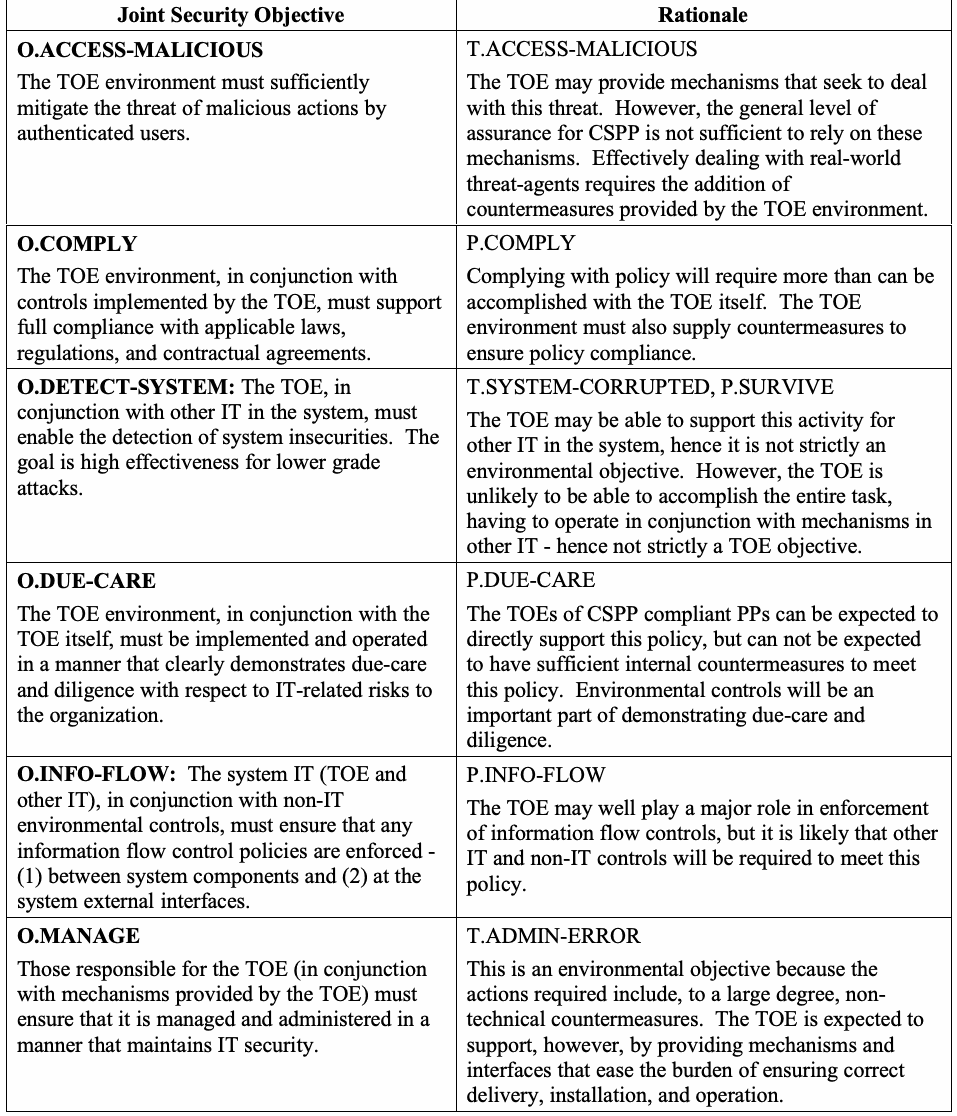 Joint Security Objective
Rationale
O.ACCESS-MALICIOUS
The TOE environment must sufficiently
mitigate the threat of malicious actions by
authenticated users.
T.ACCESS-MALICIOUS
The TOE may provide mechanisms that seek to deal
with this threat.  However, the general level of
assurance for CSPP is not sufficient to rely on these
mechanisms.  Effectively dealing with real-world
threat-agents requires the addition of
countermeasures provided by the TOE environment.
O.COMPLY
The TOE environment, in conjunction with
controls implemented by the TOE, must support
full compliance with applicable laws,
regulations, and contractual agreements.
P.COMPLY
Complying with policy will require more than can be
accomplished with the TOE itself.  The TOE
environment must also supply countermeasures to
ensure policy compliance.
O.DETECT-SYSTEM: The TOE, in
conjunction with other IT in the system, must
enable the detection of system insecurities.  The
goal is high effectiveness for lower grade
attacks.
T.SYSTEM-CORRUPTED, P.SURVIVE
The TOE may be able to support this activity for
other IT in the system, hence it is not strictly an
environmental objective.  However, the TOE is
unlikely to be able to accomplish the entire task,
having to operate in conjunction with mechanisms in
other IT - hence not strictly a TOE objective.
O.DUE-CARE
The TOE environment, in conjunction with the
TOE itself, must be implemented and operated
in a manner that clearly demonstrates due-care
and diligence with respect to IT-related risks to
the organization.
P.DUE-CARE
The TOEs of CSPP compliant PPs can be expected to
directly support this policy, but can not be expected
to have sufficient internal countermeasures to meet
this policy.  Environmental controls will be an
important part of demonstrating due-care and
diligence.
O.INFO-FLOW:  The system IT (TOE and
other IT), in conjunction with non-IT
environmental controls, must ensure that any
information flow control policies are enforced -
(1) between system components and (2) at the
system external interfaces.
P.INFO-FLOW
The TOE may well play a major role in enforcement
of information flow controls, but it is likely that other
IT and non-IT controls will be required to meet this
policy.
O.MANAGE
Those responsible for the TOE (in conjunction
with mechanisms provided by the TOE) must
ensure that it is managed and administered in a
manner that maintains IT security.
T.ADMIN-ERROR
This is an environmental objective because the
actions required include, to a large degree, non-
technical countermeasures.  The TOE is expected to
support, however, by providing mechanisms and
interfaces that ease the burden of ensuring correct
delivery, installation, and operation.